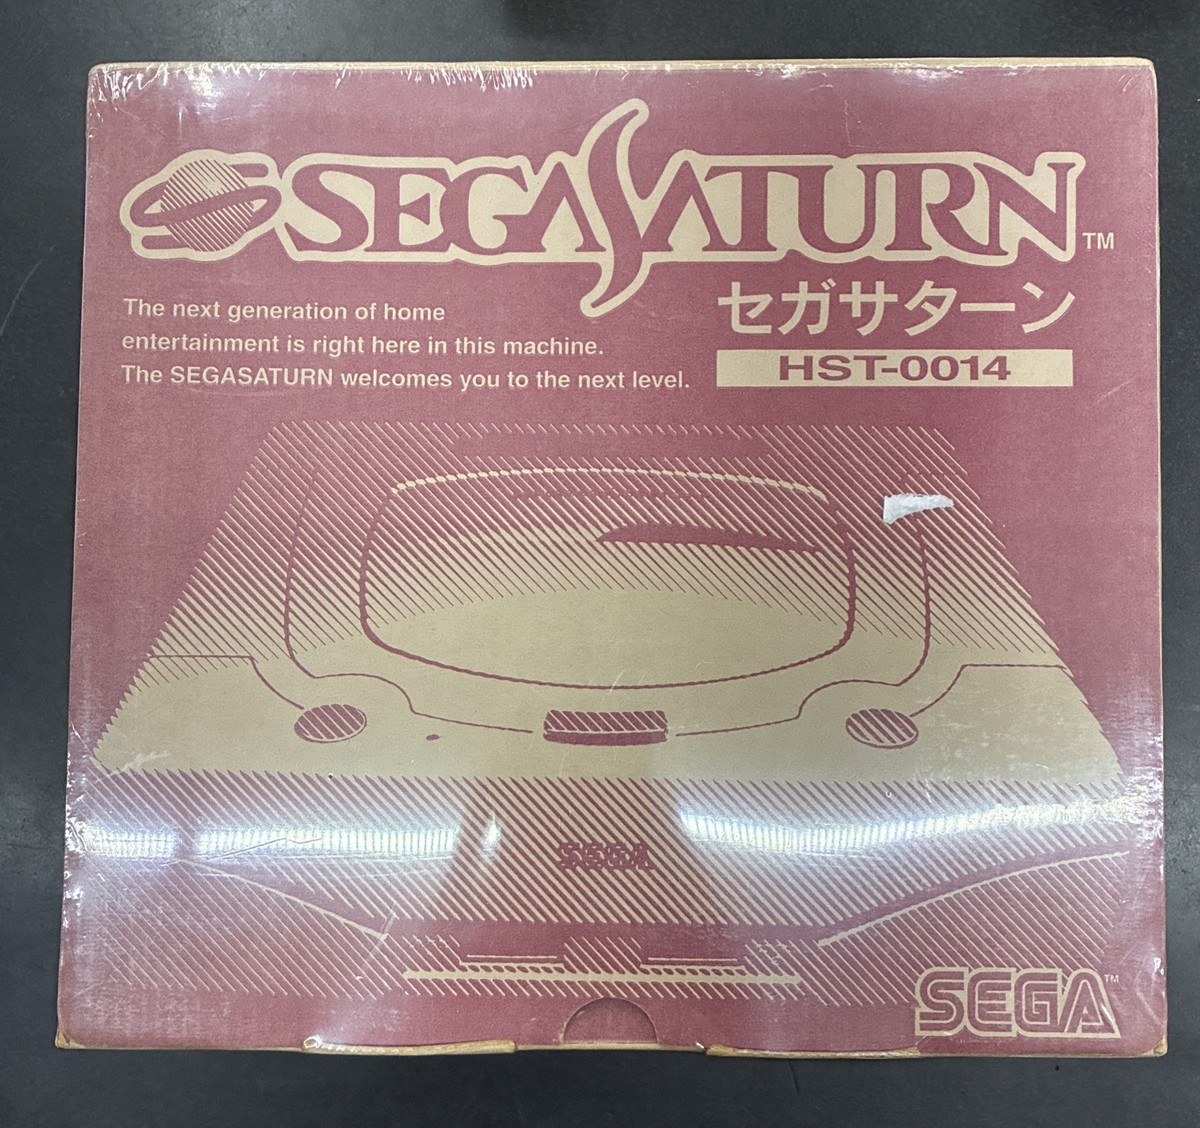 SEGASATURN™
セガサターン
HST-0014
The next generation of home
entertainment is right here in this machine.
The SEGASATURN welcomes you to the next level.
SEGA
SEGA™